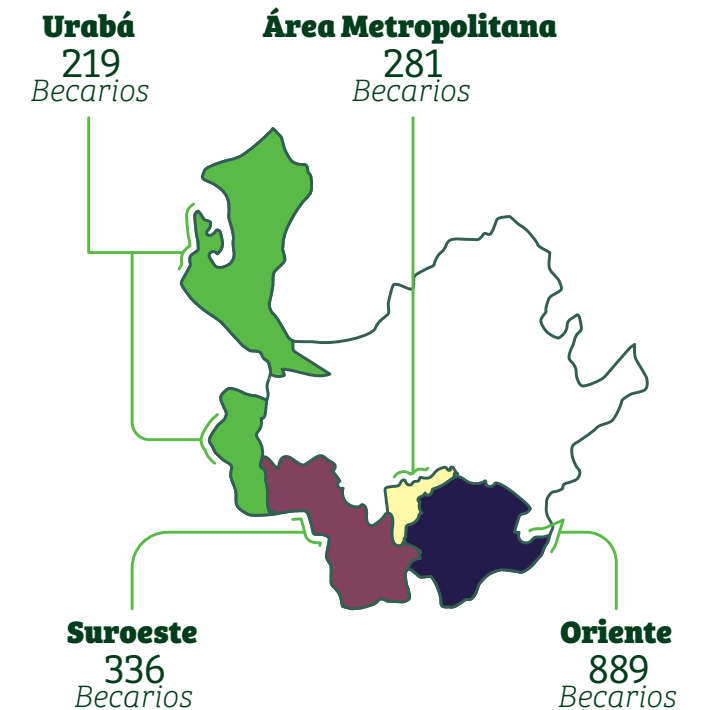 Urabá
219
Becarios
Área Metropolitana
281
Becarios
Suroeste
336
Becarios
Oriente
889
Becarios